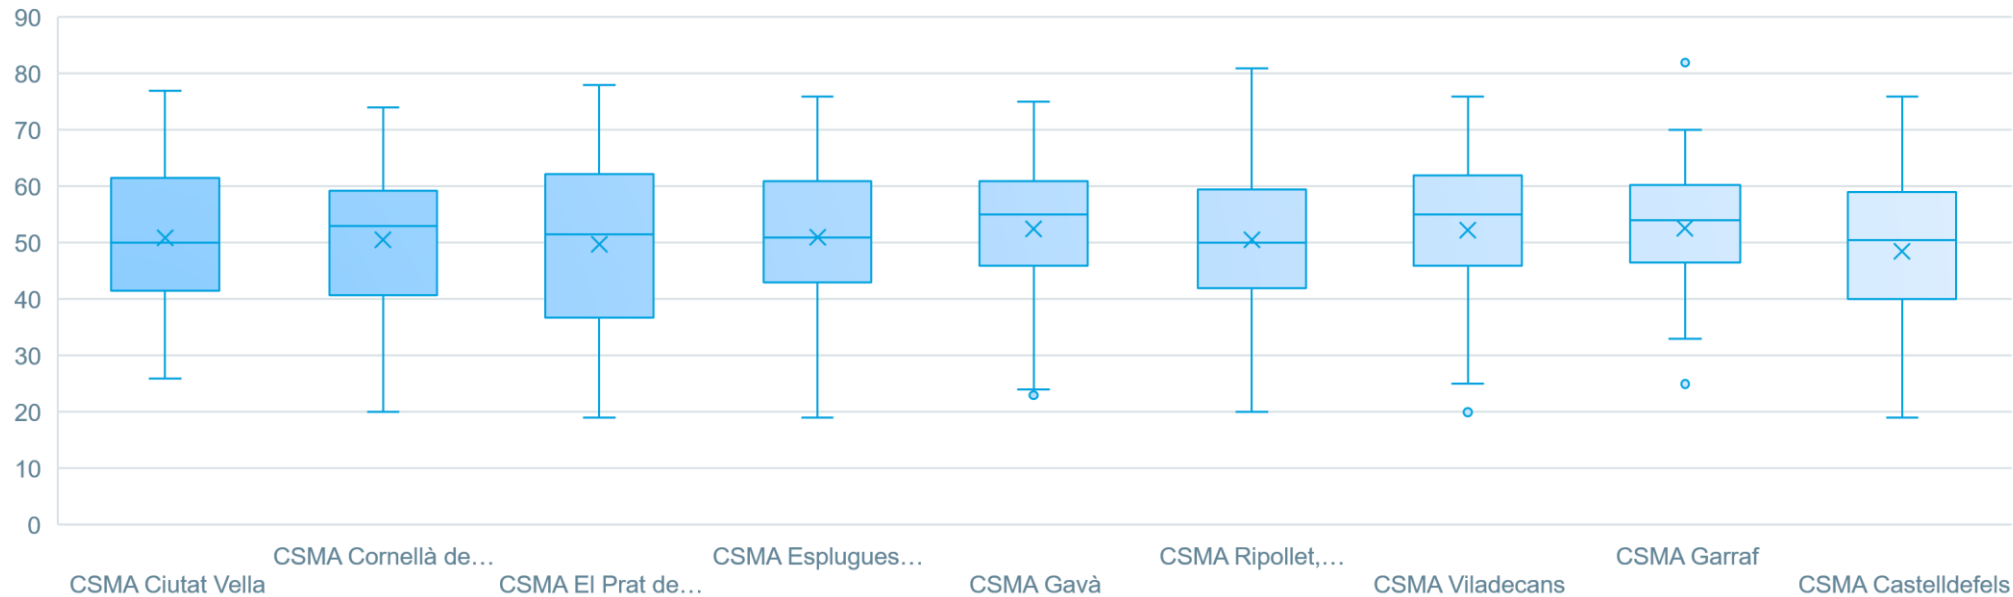 90
80
70
60
50
40
30
20
10
0
CSMA Ciutat Vella
CSMA Cornellà de…
CSMA El Prat de…
CSMA Esplugues…
CSMA Gavà
CSMA Ripollet,…
CSMA Viladecans
CSMA Garraf
CSMA Castelldefels